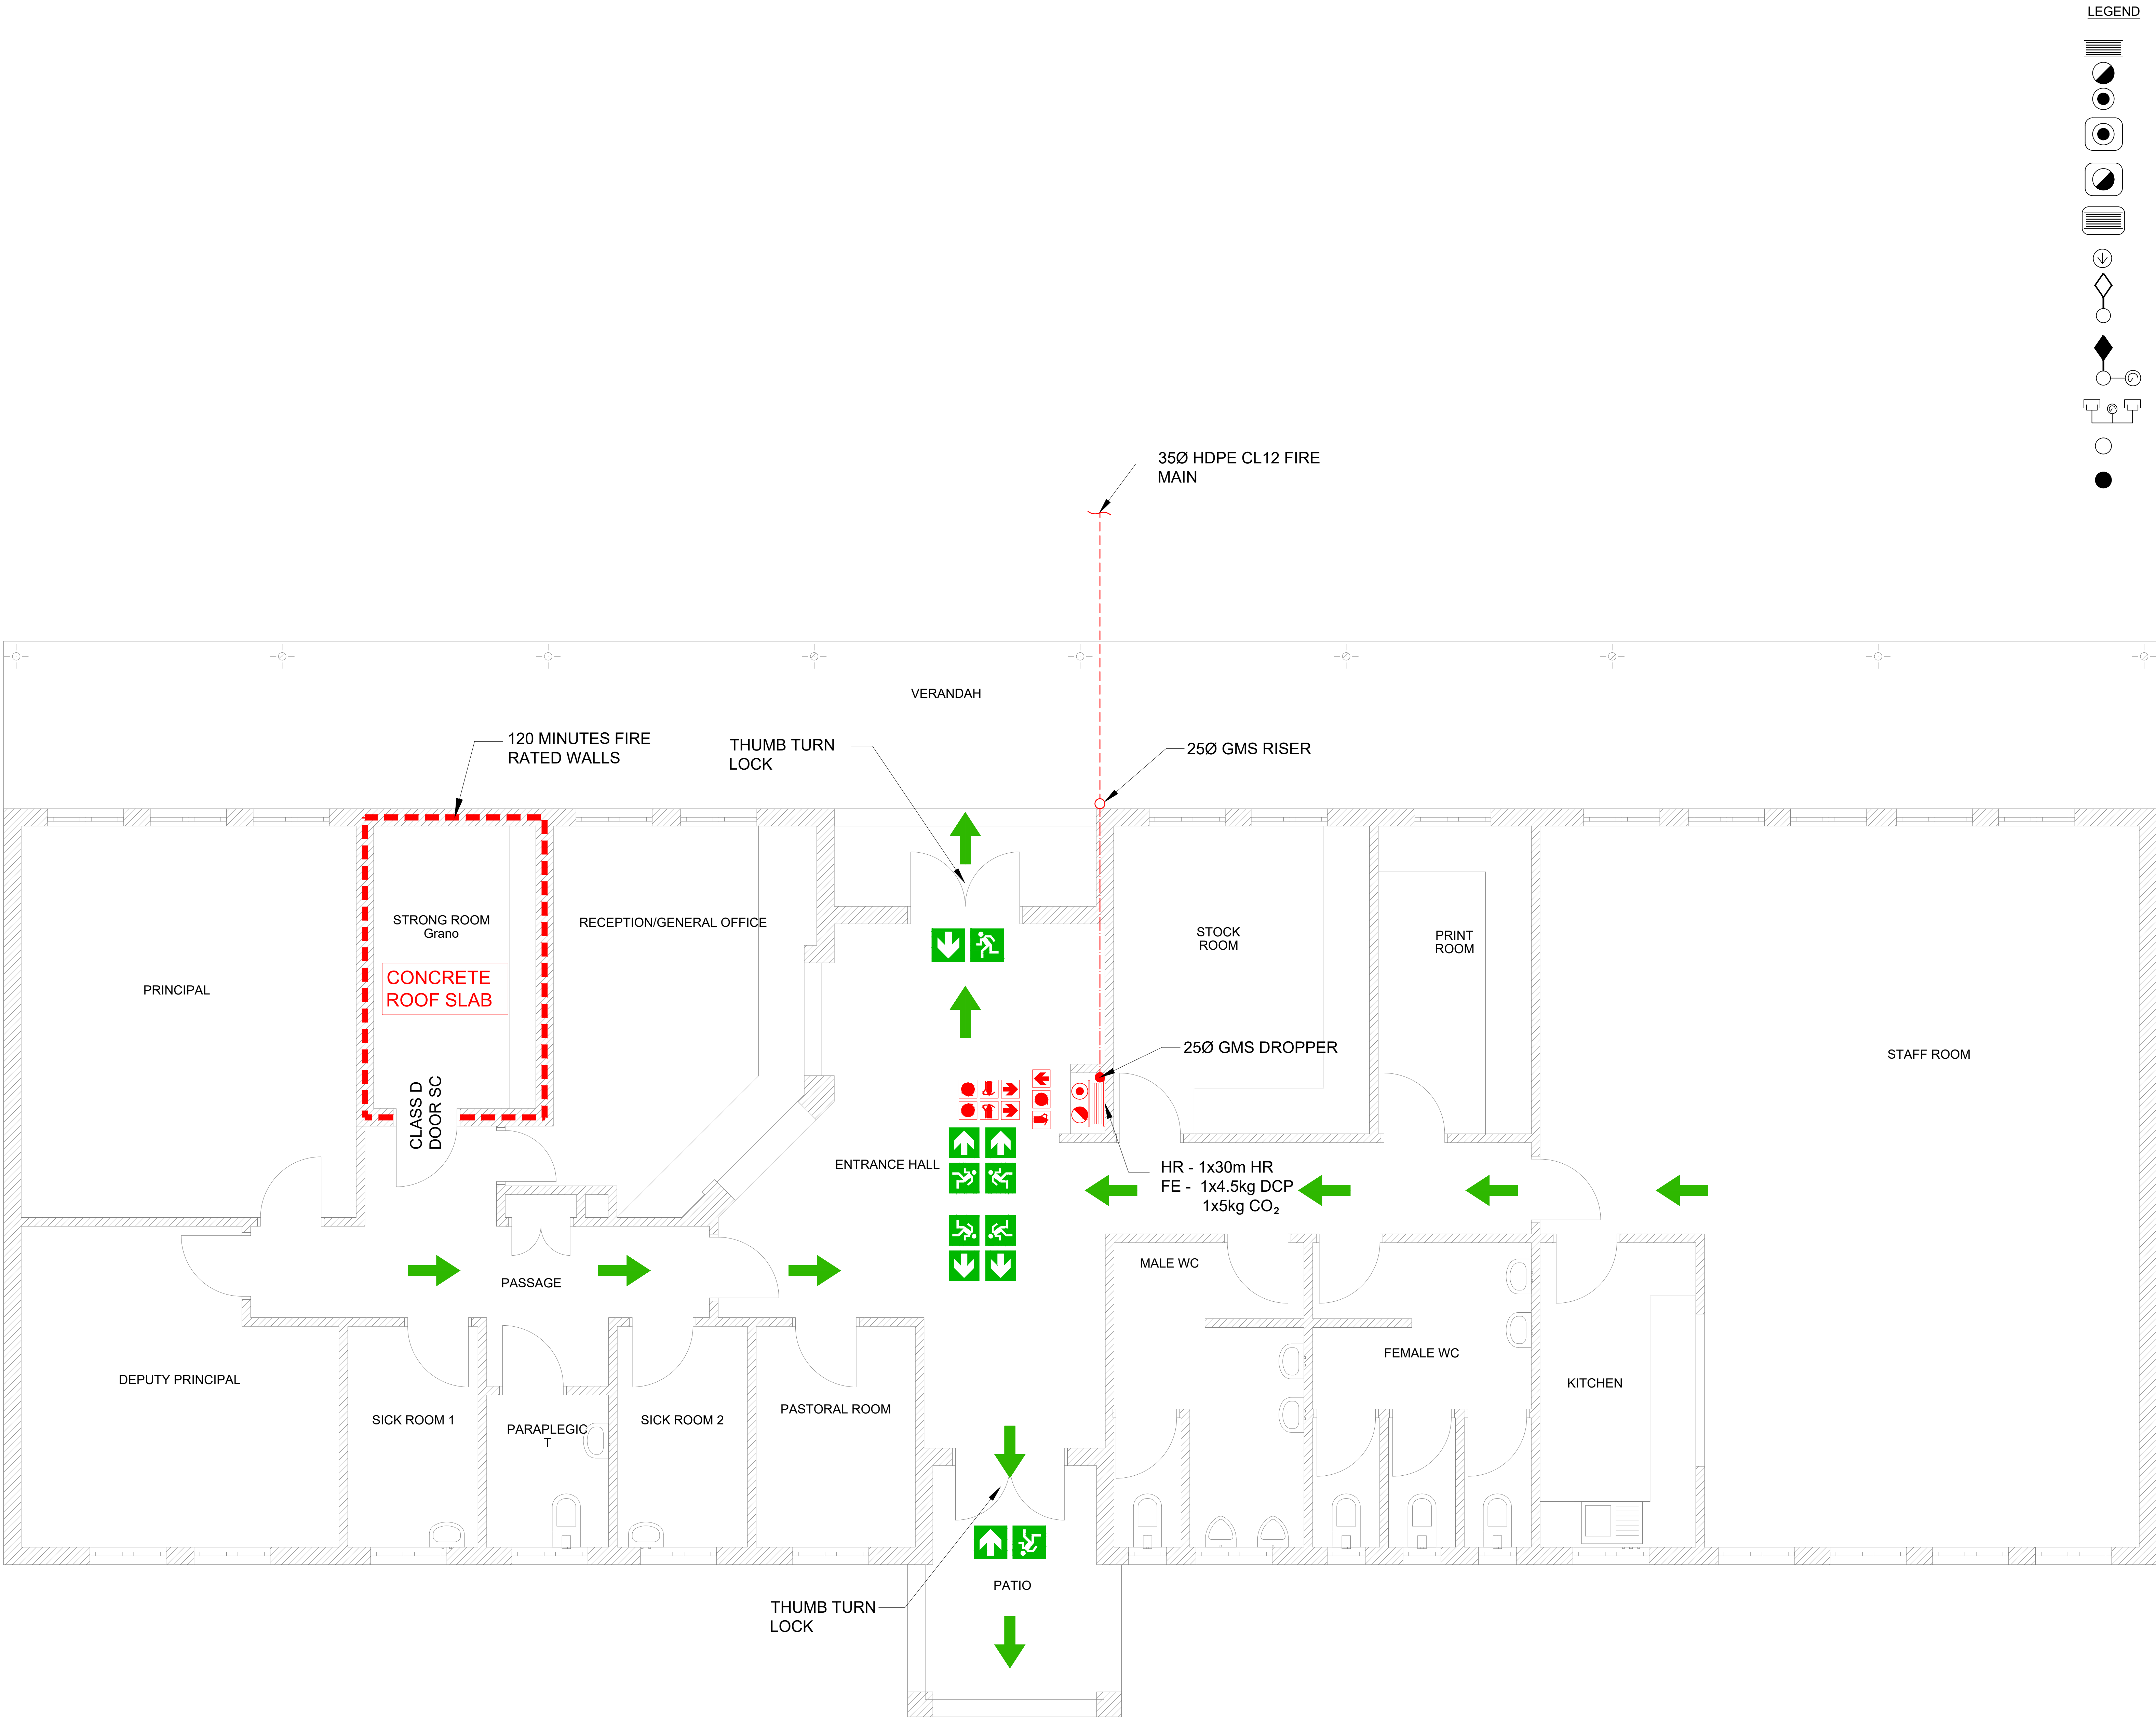 LEGEND
35Ø HDPE CL12 FIRE
MAIN
VERANDAH
120 MINUTES FIRE
RATED WALLS
THUMB TURN
LOCK
25Ø GMS RISER
STRONG ROOM
Grano
CONCRETE
ROOF SLAB
RECEPTION/GENERAL OFFICE
STOCK
ROOM
PRINT
ROOM
PRINCIPAL
STAFF ROOM
25Ø GMS DROPPER
CLASS D
DOOR SC
ENTRANCE HALL
HR - 1x30m HR
FE - 1x4.5kg DCP
1x5kg CO₂
PASSAGE
MALE WC
FEMALE WC
KITCHEN
DEPUTY PRINCIPAL
SICK ROOM 1
PARAPLEGIC
T
SICK ROOM 2
PASTORAL ROOM
PATIO
THUMB TURN
LOCK